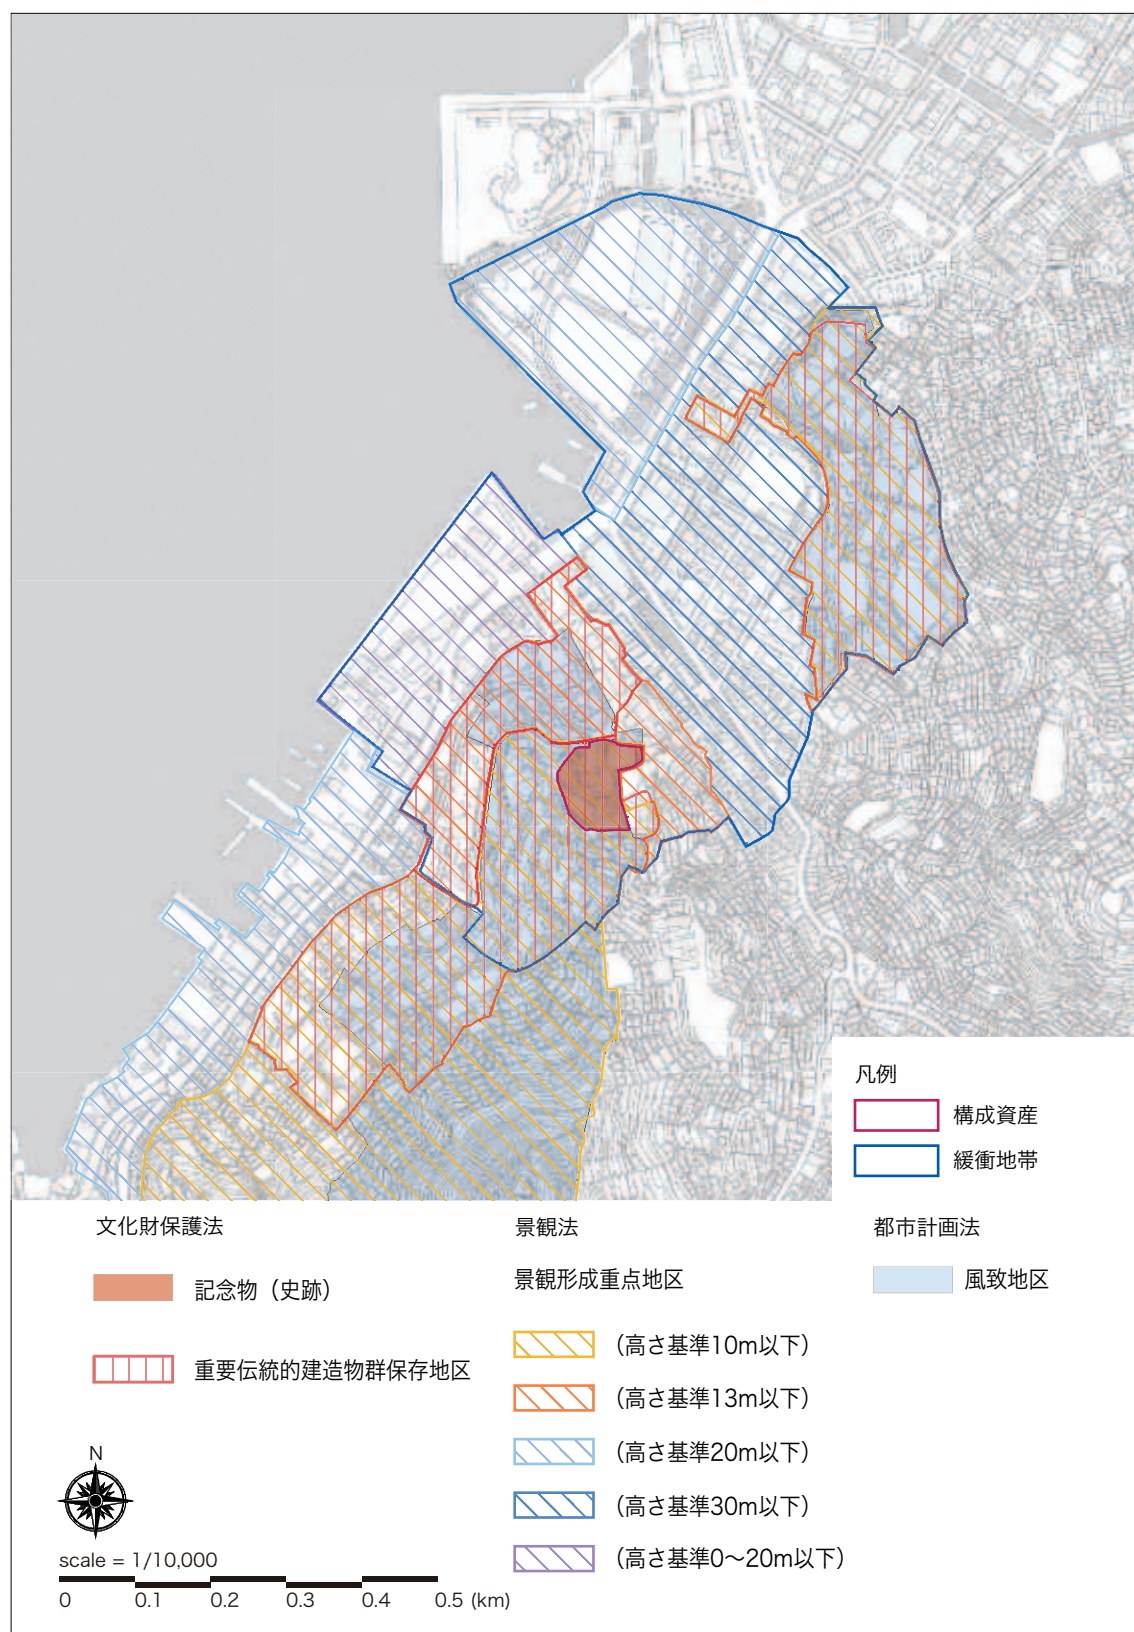 凡例
構成資産
緩衝地帯
文化財保護法
記念物（史跡）
重要伝統的建造物群保存地区
景観法
景観形成重点地区
（高さ基準10m以下）
（高さ基準13m以下）
（高さ基準20m以下）
（高さ基準30m以下）
（高さ基準0〜20m以下）
都市計画法
風致地区
N
scale = 1/10,000
0 0.1 0.2 0.3 0.4 0.5 (km)